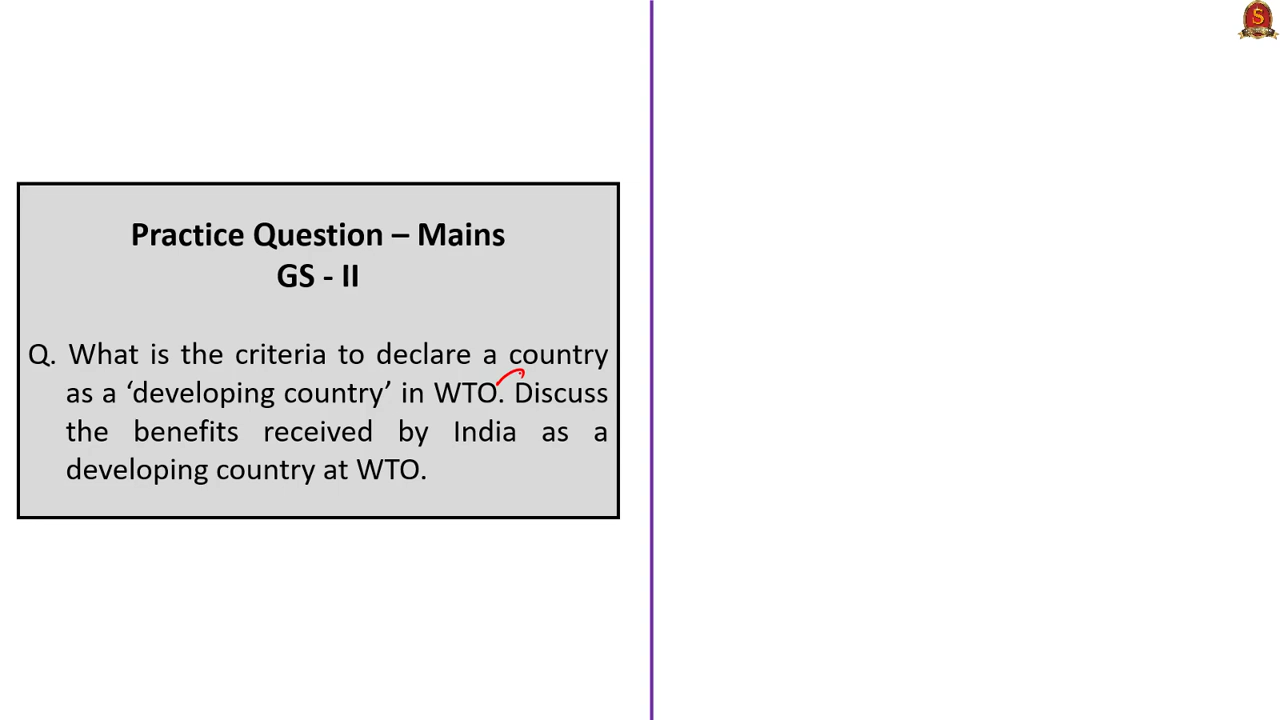 Practice Question – Mains
GS - II
Q. What is the criteria to declare a country
as a ‘developing country’ in WTO. Discuss
the benefits received by India as a
developing country at WTO.
S